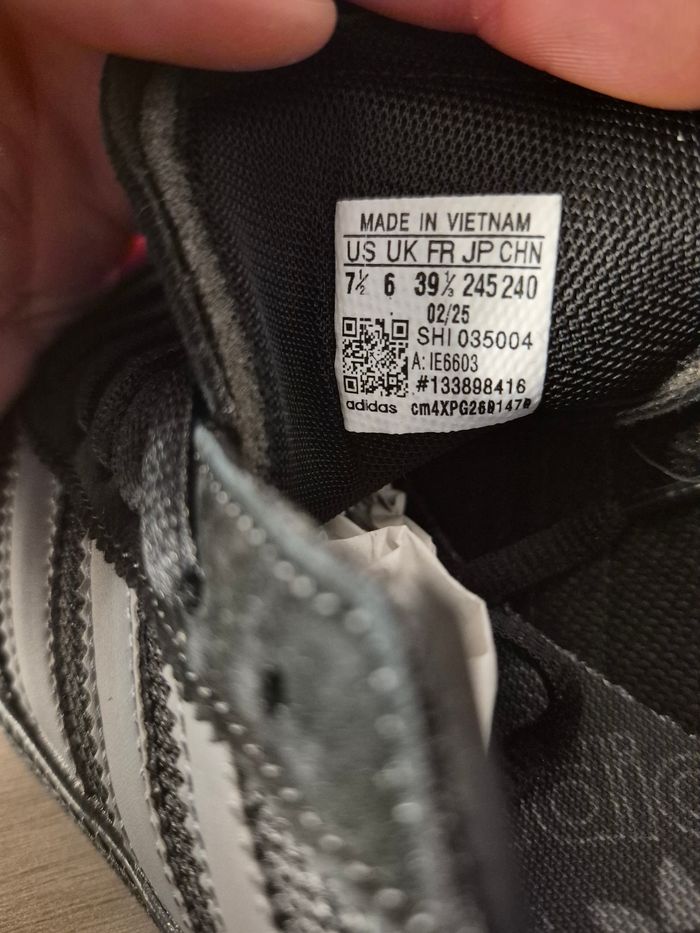 MADE IN VIETNAM
US UK FR JP CHN
7½ 6 39⅓ 245 240
02/25
SHI 035004
A: IE6603
#133898416
adidas